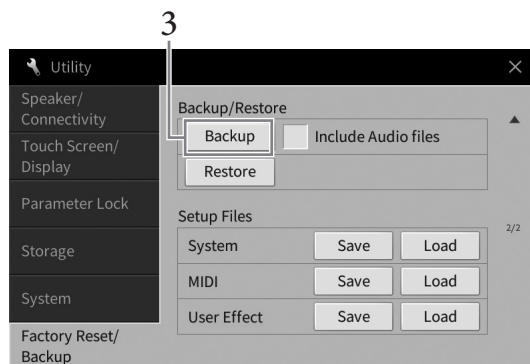 3
Utility
Speaker/
Connectivity
Touch Screen/
Display
Parameter Lock
Storage
System
Factory Reset/
Backup
Backup/Restore
Backup Include Audio files
Restore
Setup Files
System Save Load
MIDI Save Load
User Effect Save Load
2/2